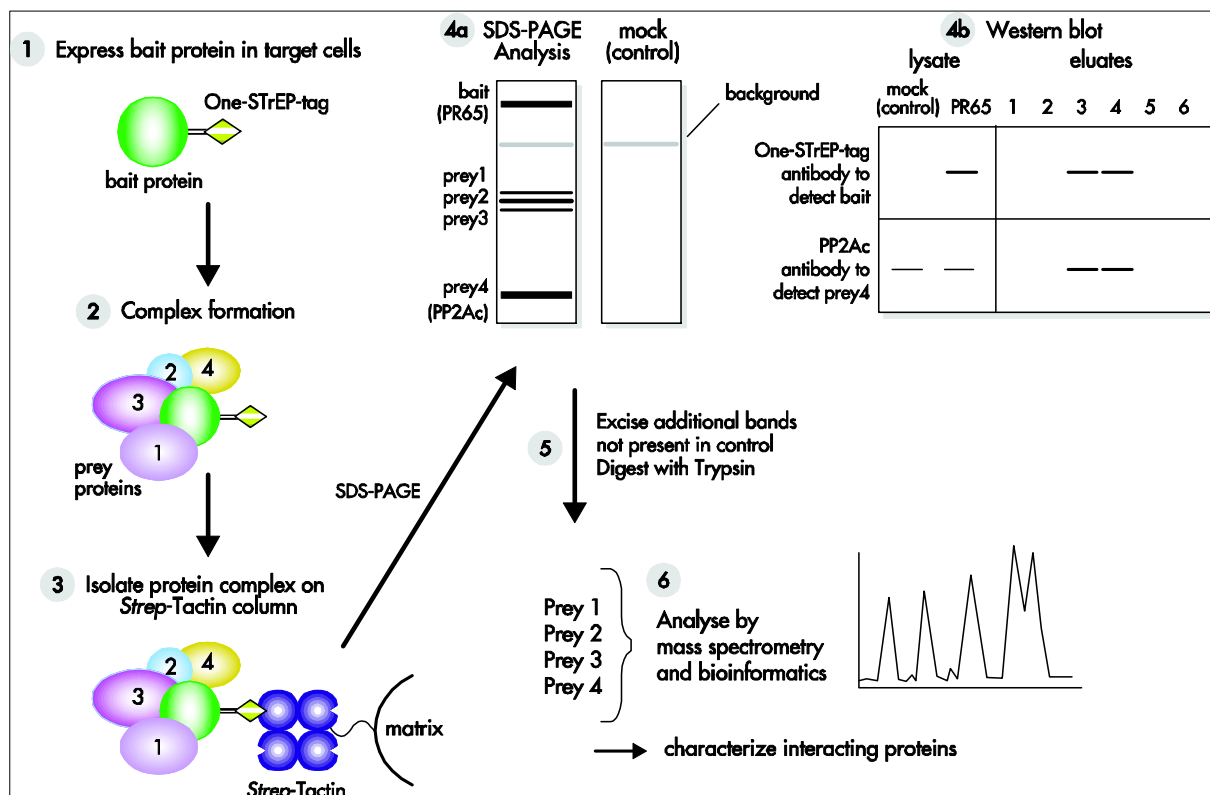 1 Express bait protein in target cells
One-STrEP-tag
bait protein
2 Complex formation
2 4
3
1
prey
proteins
3 Isolate protein complex on
Strep-Tactin column
2 4
3
1
matrix
Strep-Tactin
SDS-PAGE
4a SDS-PAGE
Analysis
mock
(control)
bait
(PR65)
background
prey1
prey2
prey3
prey4
(PP2Ac)
4b Western blot
lysate eluates
mock
(control) PR65 1 2 3 4 5 6
One-STrEP-tag
antibody to
detect bait
PP2Ac
antibody to
detect prey4
5
Excise additional bands
not present in control
Digest with Trypsin
Prey 1
Prey 2
Prey 3
Prey 4
6
Analyse by
mass spectrometry
and bioinformatics
characterize interacting proteins